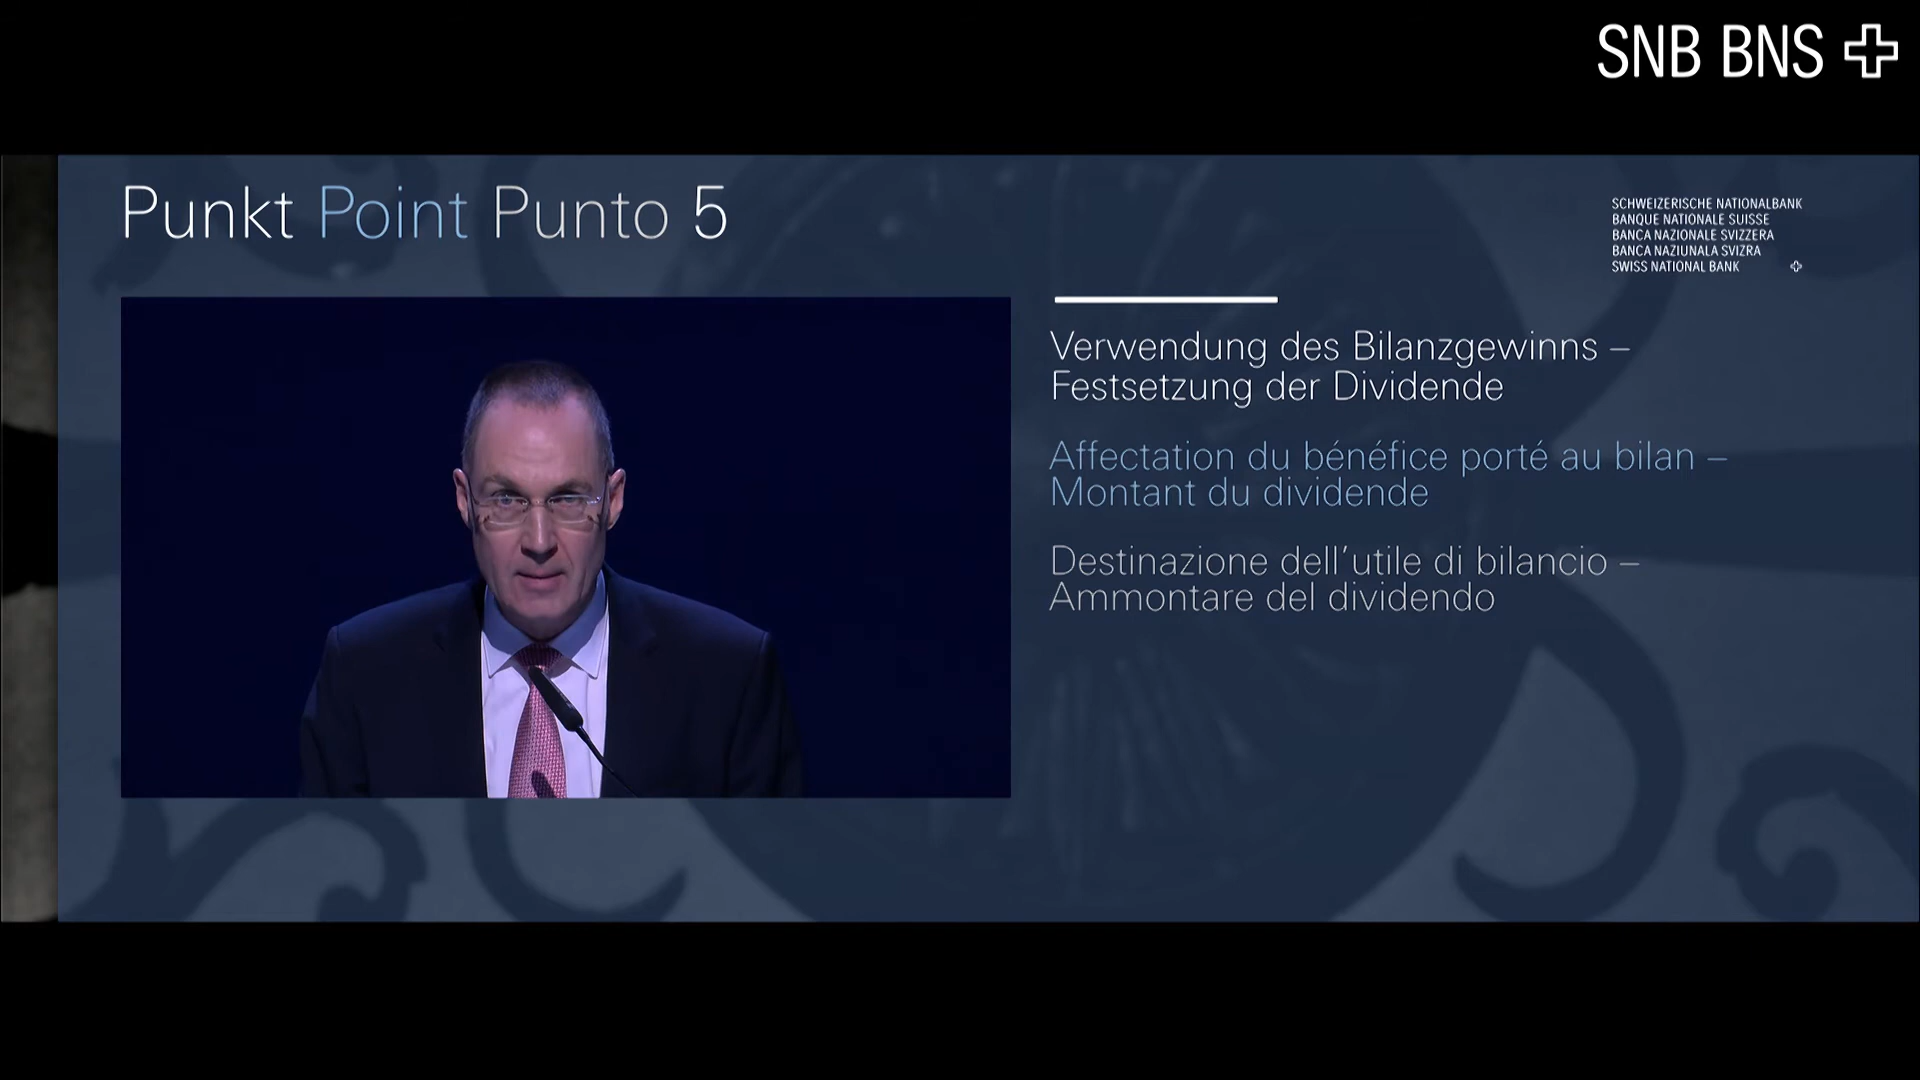 SNB BNS
Punkt Point Punto 5
SCHWEIZERISCHE NATIONALBANK
BANQUE NATIONALE SUISSE
BANCA NAZIONALE SVIZZERA
BANCA NAZIUNALA SVIZRA
SWISS NATIONAL BANK
Verwendung des Bilanzgewinns –
Festsetzung der Dividende
Affectation du bénéfice porté au bilan –
Montant du dividende
Destinazione dell’utile di bilancio –
Ammontare del dividendo